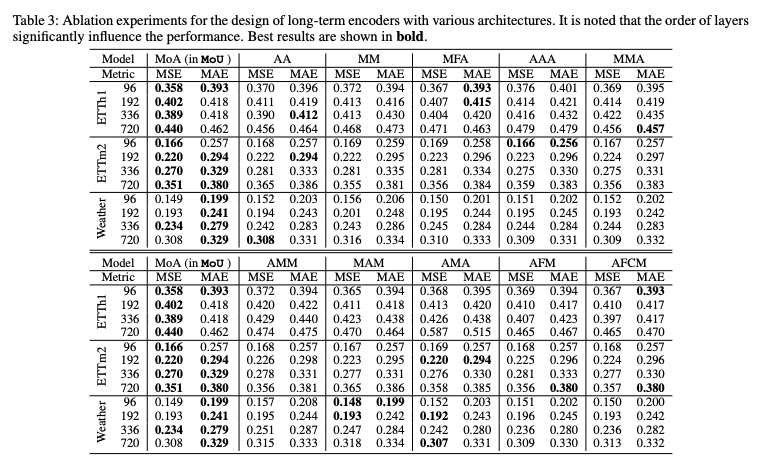 Table 3: Ablation experiments for the design of long-term encoders with various architectures. It is noted that the order of layers
significantly influence the performance. Best results are shown in bold.
Model MoA (in MoU ) AA MM MFA AAA MMA
Metric MSE MAE MSE MAE MSE MAE MSE MAE MSE MAE MSE MAE
ETTh1
96 0.358 0.393 0.370 0.396 0.372 0.394 0.367 0.393 0.376 0.401 0.369 0.395
192 0.402 0.418 0.411 0.419 0.413 0.416 0.407 0.415 0.414 0.421 0.414 0.419
336 0.389 0.418 0.390 0.412 0.413 0.430 0.404 0.420 0.416 0.432 0.422 0.435
720 0.440 0.462 0.456 0.464 0.468 0.473 0.471 0.463 0.479 0.479 0.456 0.457
ETTm2
96 0.166 0.257 0.168 0.257 0.169 0.259 0.169 0.258 0.166 0.256 0.167 0.257
192 0.220 0.294 0.222 0.294 0.222 0.295 0.223 0.296 0.223 0.296 0.224 0.297
336 0.270 0.329 0.281 0.333 0.281 0.335 0.281 0.334 0.275 0.330 0.275 0.331
720 0.351 0.380 0.365 0.386 0.355 0.381 0.356 0.384 0.359 0.383 0.356 0.383
Weather
96 0.149 0.199 0.152 0.203 0.156 0.206 0.150 0.201 0.151 0.202 0.152 0.202
192 0.193 0.241 0.194 0.243 0.201 0.248 0.195 0.244 0.195 0.245 0.193 0.242
336 0.234 0.279 0.242 0.283 0.243 0.286 0.245 0.284 0.244 0.284 0.244 0.283
720 0.308 0.329 0.308 0.331 0.316 0.334 0.310 0.333 0.309 0.331 0.309 0.332
Model MoA (in MoU ) AMM MAM AMA AFM AFCM
Metric MSE MAE MSE MAE MSE MAE MSE MAE MSE MAE MSE MAE
ETTh1
96 0.358 0.393 0.372 0.394 0.365 0.394 0.368 0.395 0.369 0.394 0.367 0.393
192 0.402 0.418 0.420 0.422 0.411 0.418 0.413 0.420 0.410 0.417 0.410 0.417
336 0.389 0.418 0.429 0.440 0.423 0.438 0.426 0.438 0.407 0.423 0.397 0.417
720 0.440 0.462 0.474 0.475 0.470 0.464 0.587 0.515 0.465 0.467 0.465 0.470
ETTm2
96 0.166 0.257 0.168 0.257 0.167 0.257 0.169 0.257 0.168 0.257 0.168 0.257
192 0.220 0.294 0.226 0.298 0.223 0.295 0.220 0.294 0.225 0.296 0.224 0.296
336 0.270 0.329 0.278 0.331 0.277 0.331 0.276 0.330 0.281 0.333 0.277 0.330
720 0.351 0.380 0.356 0.381 0.365 0.386 0.358 0.385 0.356 0.380 0.357 0.380
Weather
96 0.149 0.199 0.157 0.208 0.148 0.199 0.152 0.203 0.151 0.202 0.150 0.200
192 0.193 0.241 0.195 0.244 0.193 0.242 0.192 0.243 0.196 0.245 0.193 0.242
336 0.234 0.279 0.251 0.287 0.247 0.284 0.242 0.280 0.236 0.280 0.236 0.282
720 0.308 0.329 0.315 0.333 0.318 0.334 0.307 0.331 0.309 0.330 0.313 0.332